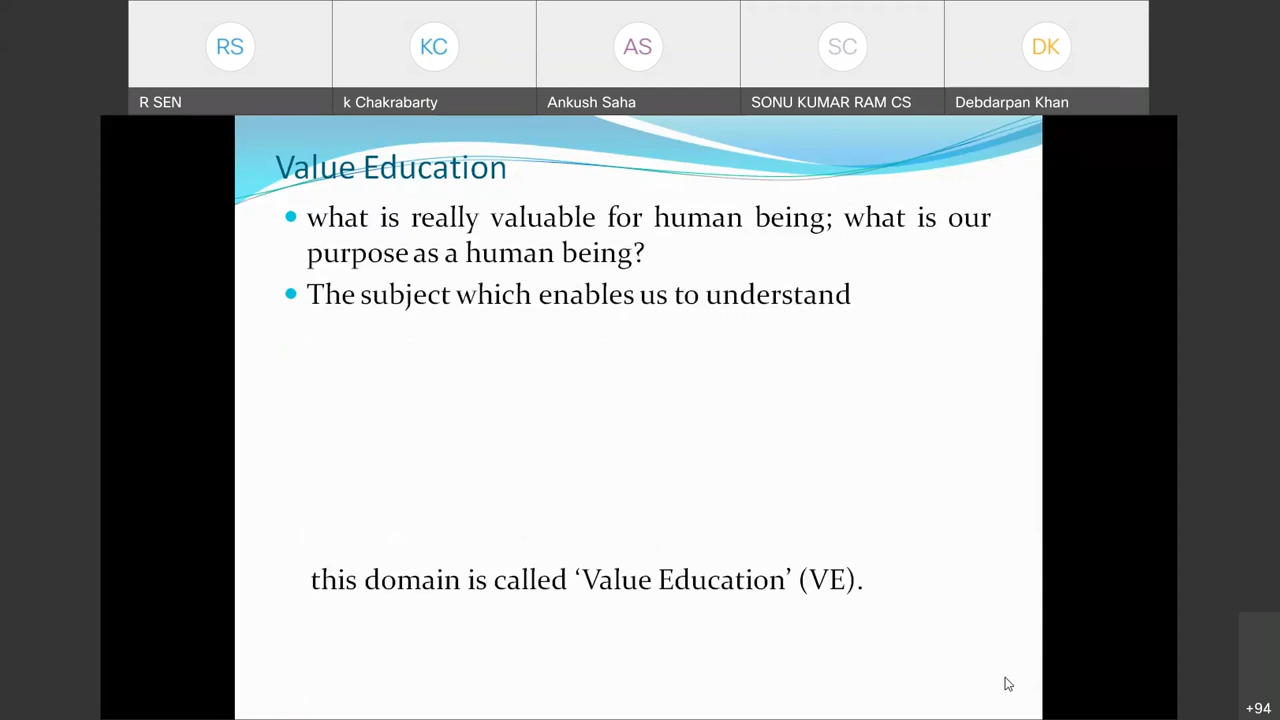 RS
KC
AS
SC
DK
R SEN
k Chakrabarty
Ankush Saha
SONU KUMAR RAM CS
Debdarpan Khan
Value Education
what is really valuable for human being; what is our
purpose as a human being?
The subject which enables us to understand
this domain is called ‘Value Education’ (VE).
+94